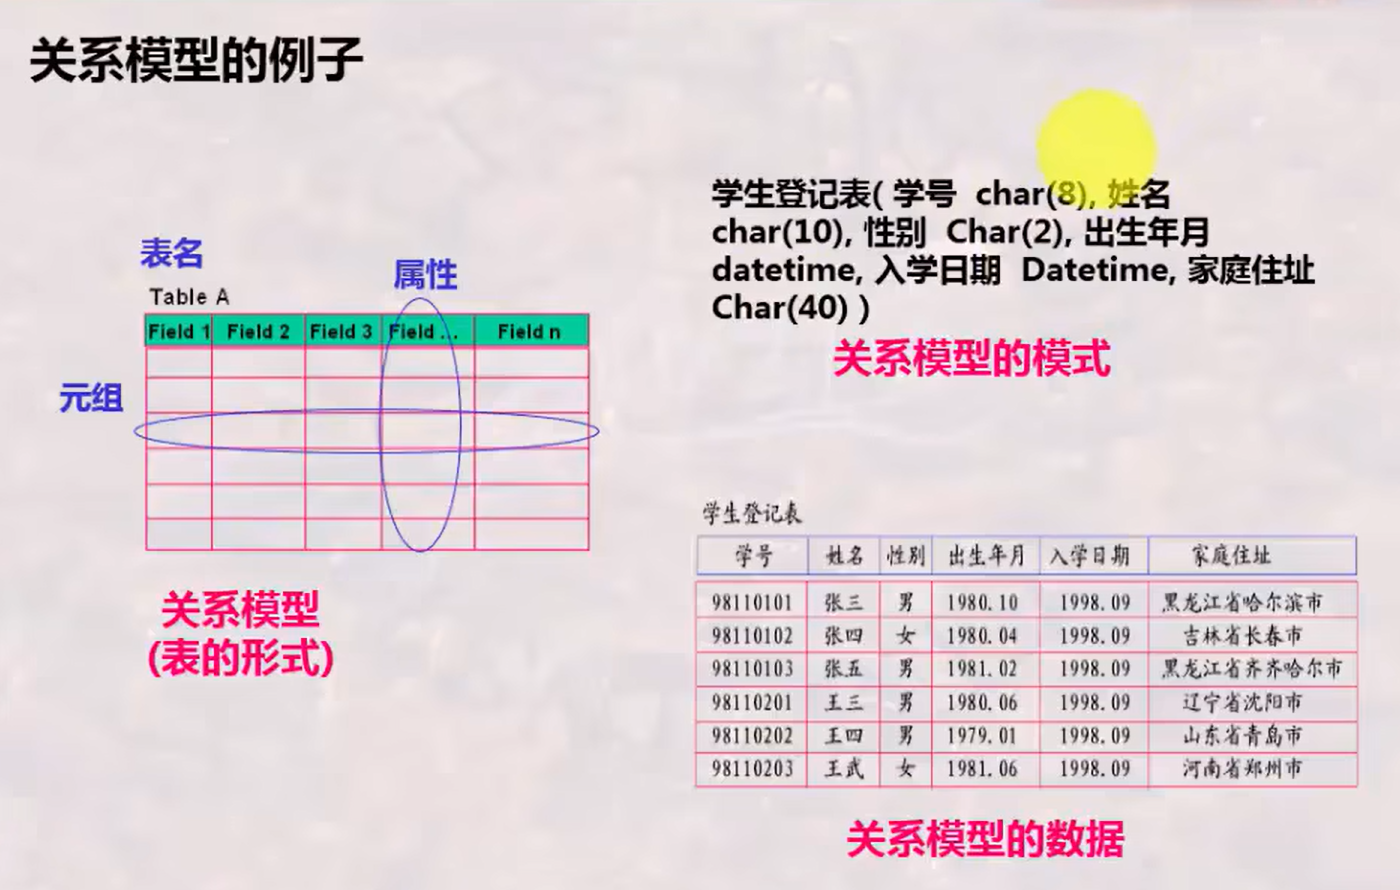 关系模型的例子
表名
属性
Table A
Field 1 Field 2 Field 3 Field ... Field n
元组
关系模型
(表的形式)
学生登记表( 学号 char(8), 姓名
char(10), 性别 Char(2), 出生年月
datetime, 入学日期 Datetime, 家庭住址
Char(40) )
关系模型的模式
学生登记表
学号 姓名 性别 出生年月 入学日期 家庭住址
98110101 张三 男 1980.10 1998.09 黑龙江省哈尔滨市
98110102 张四 女 1980.04 1998.09 吉林省长春市
98110103 张五 男 1981.02 1998.09 黑龙江省齐齐哈尔市
98110201 王三 男 1980.06 1998.09 辽宁省沈阳市
98110202 王四 男 1979.01 1998.09 山东省青岛市
98110203 王武 女 1981.06 1998.09 河南省郑州市
关系模型的数据